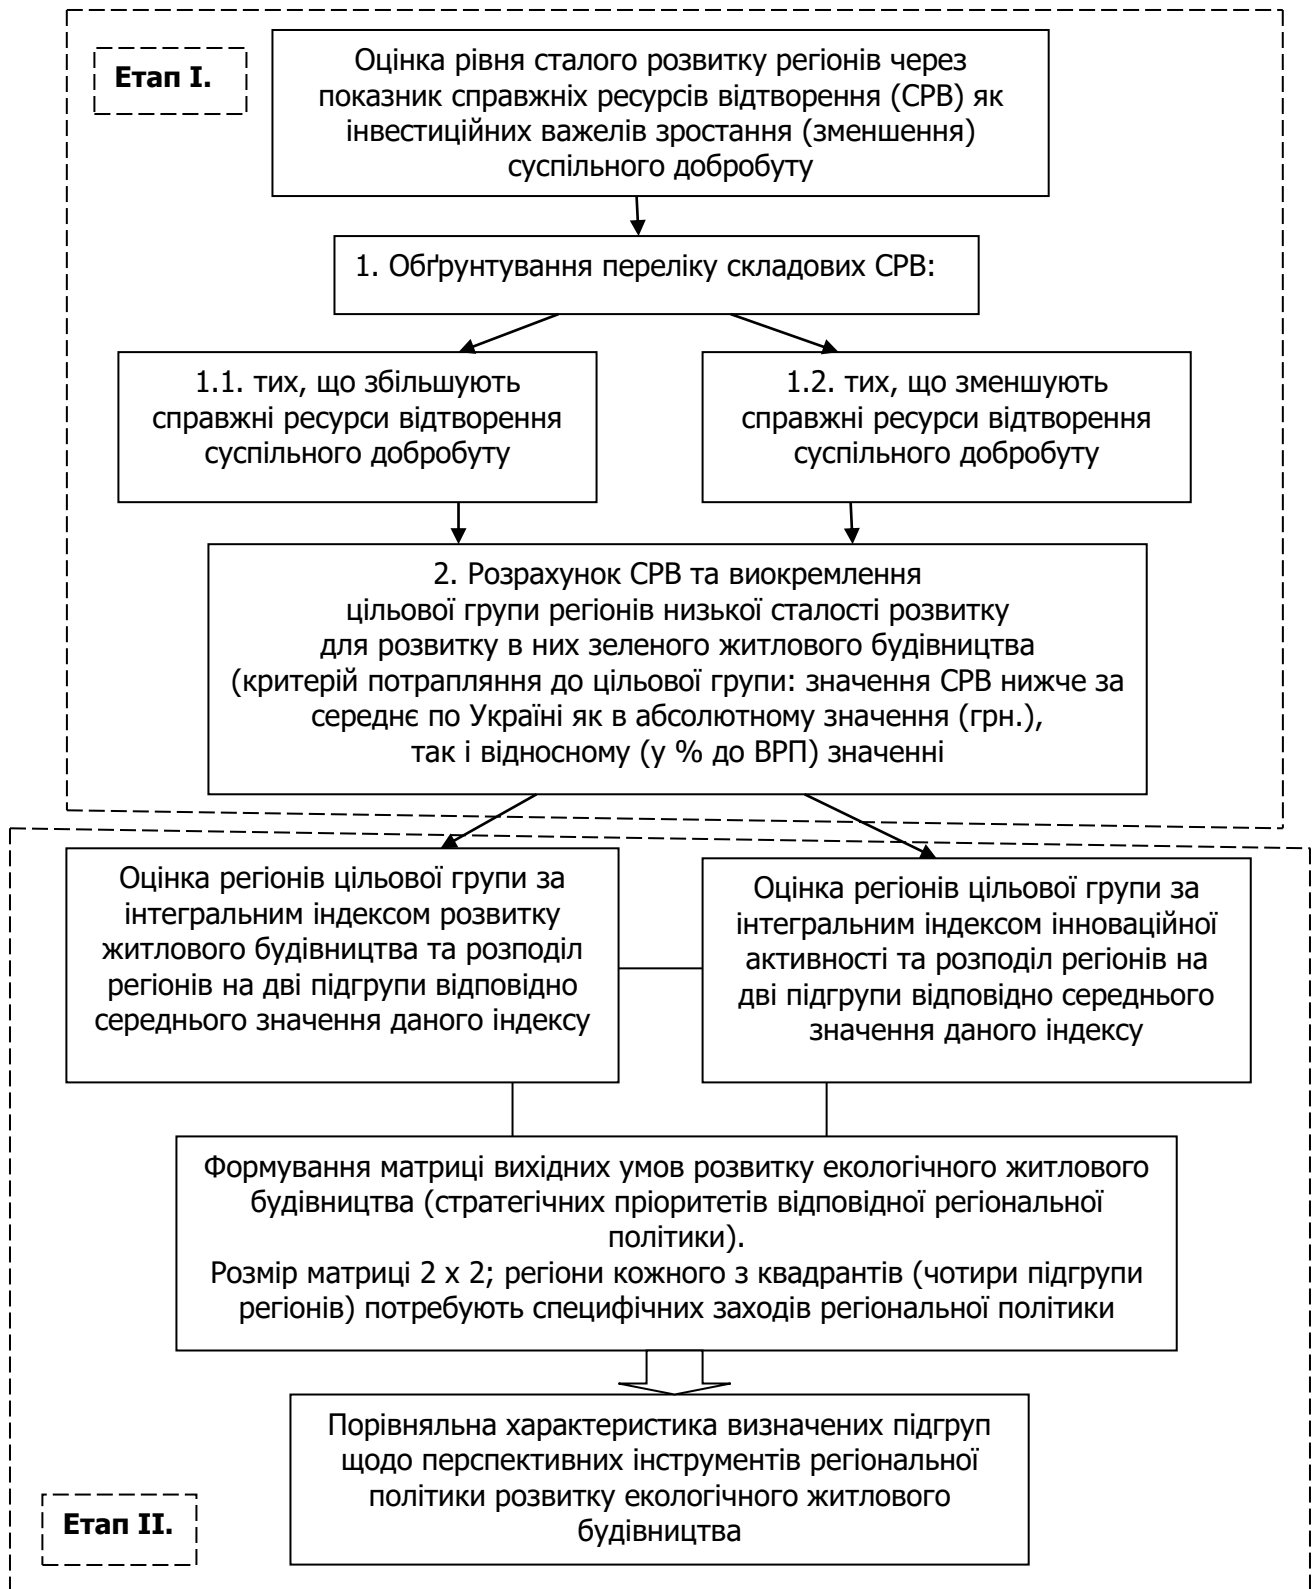 Етап I.
Оцінка рівня сталого розвитку регіонів через
показник справжніх ресурсів відтворення (СРВ) як
інвестиційних важелів зростання (зменшення)
суспільного добробуту
1. Обґрунтування переліку складових СРВ:
1.1. тих, що збільшують
справжні ресурси відтворення
суспільного добробуту
1.2. тих, що зменшують
справжні ресурси відтворення
суспільного добробуту
2. Розрахунок СРВ та виокремлення
цільової групи регіонів низької сталості розвитку
для розвитку в них зеленого житлового будівництва
(критерій потрапляння до цільової групи: значення СРВ нижче за
середнє по Україні як в абсолютному значення (грн.),
так і відносному (у % до ВРП) значенні
Оцінка регіонів цільової групи за
інтегральним індексом розвитку
житлового будівництва та розподіл
регіонів на дві підгрупи відповідно
середнього значення даного індексу
Оцінка регіонів цільової групи за
інтегральним індексом інноваційної
активності та розподіл регіонів на
дві підгрупи відповідно середнього
значення даного індексу
Формування матриці вихідних умов розвитку екологічного житлового
будівництва (стратегічних пріоритетів відповідної регіональної
політики).
Розмір матриці 2 х 2; регіони кожного з квадрантів (чотири підгрупи
регіонів) потребують специфічних заходів регіональної політики
Порівняльна характеристика визначених підгруп
щодо перспективних інструментів регіональної
політики розвитку екологічного житлового
будівництва
Етап II.